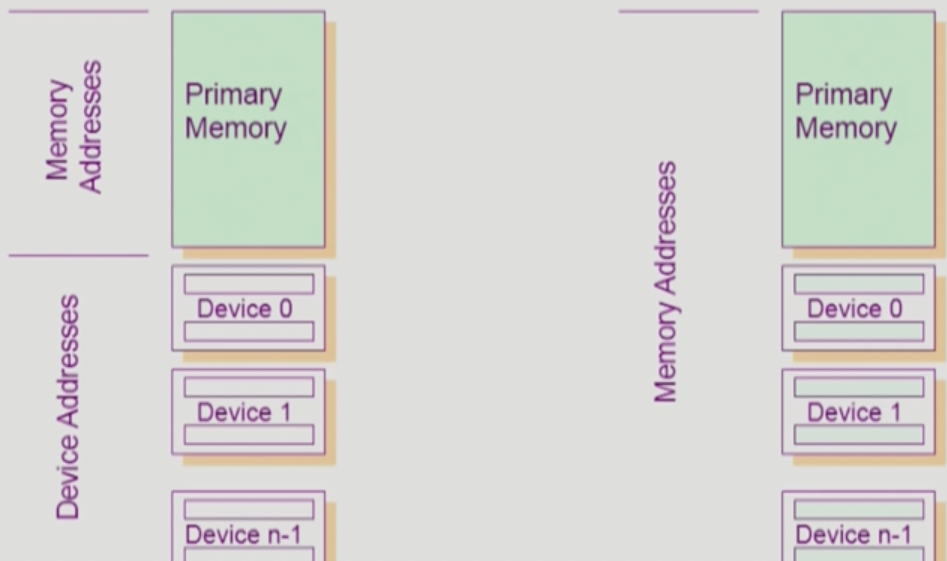 Memory
Addresses
Primary
Memory
Device Addresses
Device 0
Device 1
Device n-1
Memory Addresses
Primary
Memory
Device 0
Device 1
Device n-1